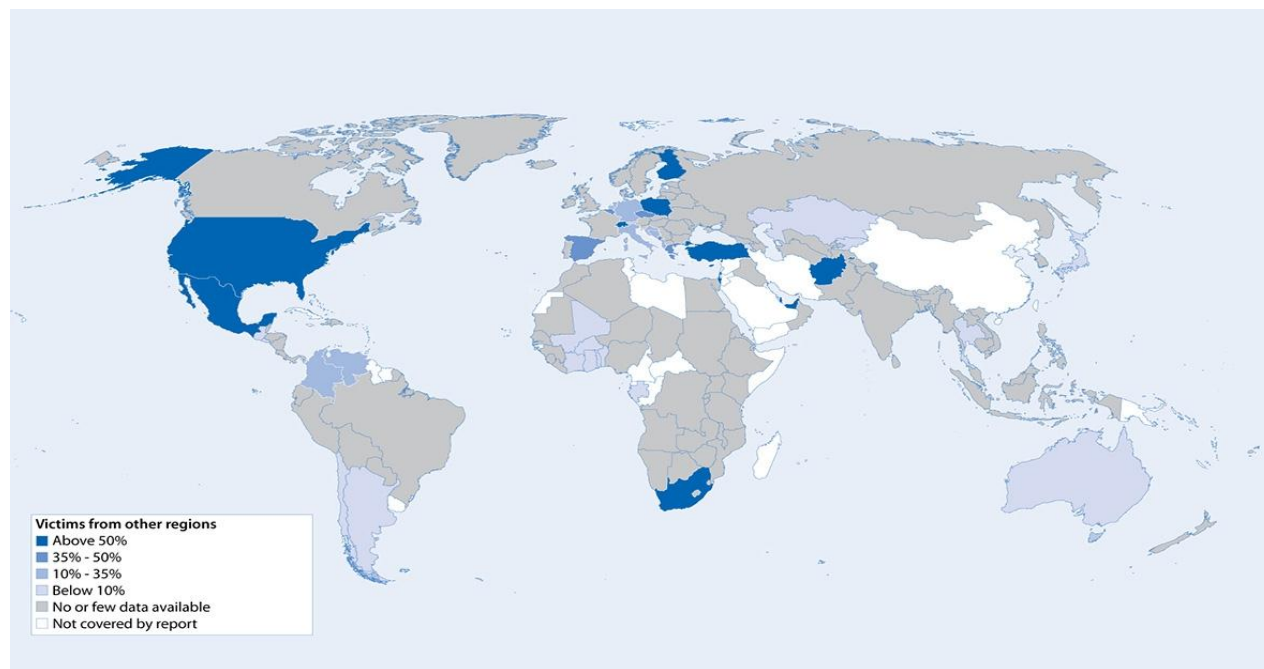 Victims from other regions
Above 50%
35% - 50%
10% - 35%
Below 10%
No or few data available
Not covered by report